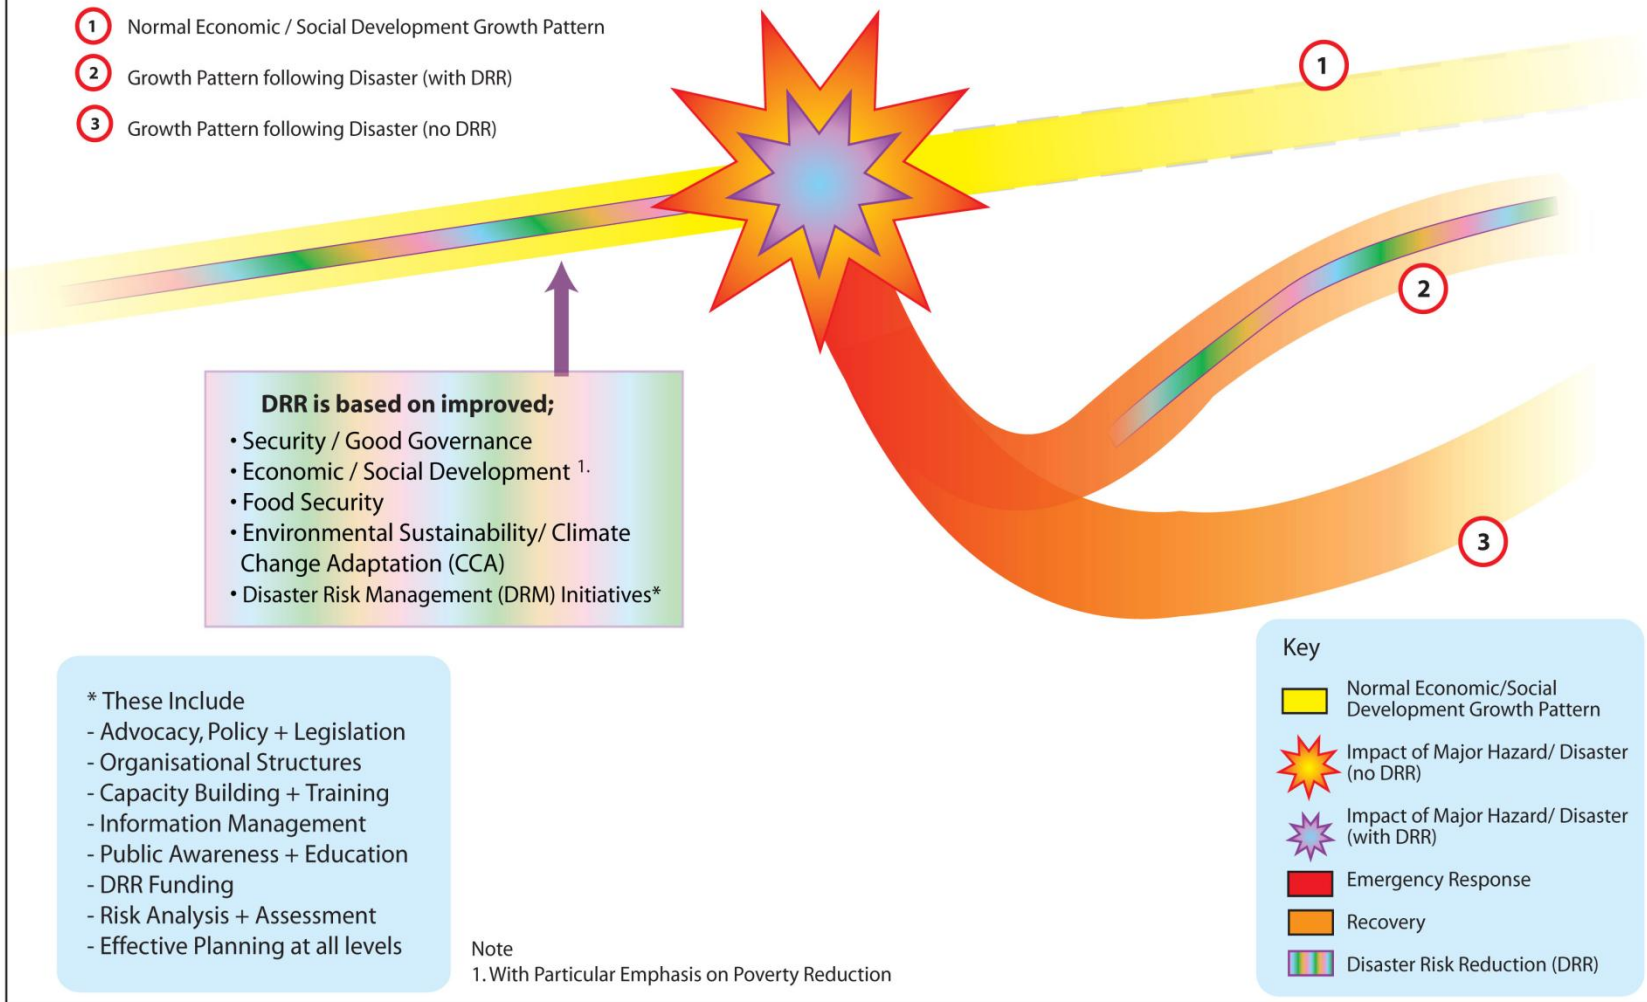 1 Normal Economic / Social Development Growth Pattern
2 Growth Pattern following Disaster (with DRR)
3 Growth Pattern following Disaster (no DRR)
1
2
3
DRR is based on improved;
• Security / Good Governance
• Economic / Social Development 1.
• Food Security
• Environmental Sustainability/ Climate
Change Adaptation (CCA)
• Disaster Risk Management (DRM) Initiatives*
* These Include
- Advocacy, Policy + Legislation
- Organisational Structures
- Capacity Building + Training
- Information Management
- Public Awareness + Education
- DRR Funding
- Risk Analysis + Assessment
- Effective Planning at all levels
Note
1. With Particular Emphasis on Poverty Reduction
Key
Normal Economic/Social
Development Growth Pattern
Impact of Major Hazard/ Disaster
(no DRR)
Impact of Major Hazard/ Disaster
(with DRR)
Emergency Response
Recovery
Disaster Risk Reduction (DRR)